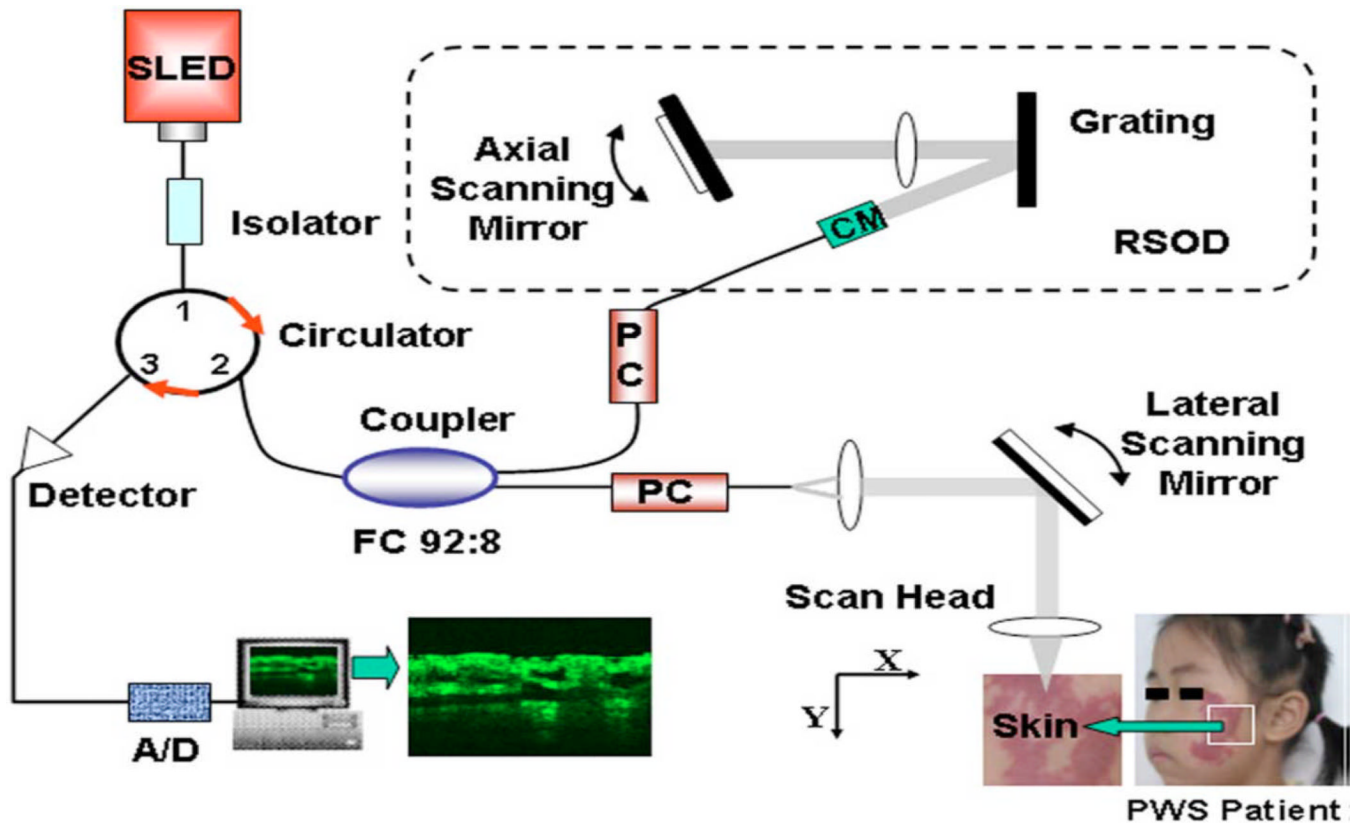 SLED
Isolator
1
2
3
Circulator
Detector
A/D
Coupler
FC 92:8
P
C
PC
Axial
Scanning
Mirror
CM
Grating
RSOD
Lateral
Scanning
Mirror
Scan Head
X
Y
Skin
PWS Patient